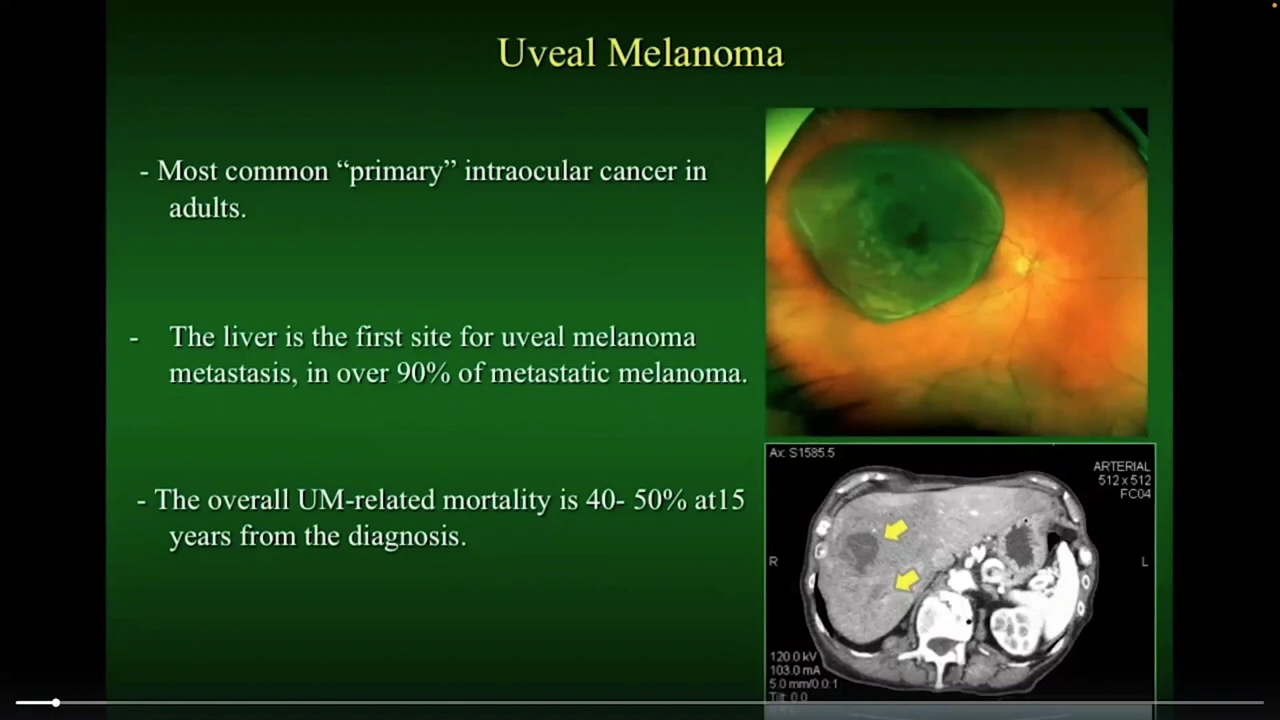 Uveal Melanoma
- Most common “primary” intraocular cancer in
adults.
- The liver is the first site for uveal melanoma
metastasis, in over 90% of metastatic melanoma.
- The overall UM-related mortality is 40- 50% at15
years from the diagnosis.
Ax: S1585.5
ARTERIAL
512 x 512
FC04
R
L
120.0 kV
103.0 mA
5.0 mm/0.0:1
Tilt: 0.0